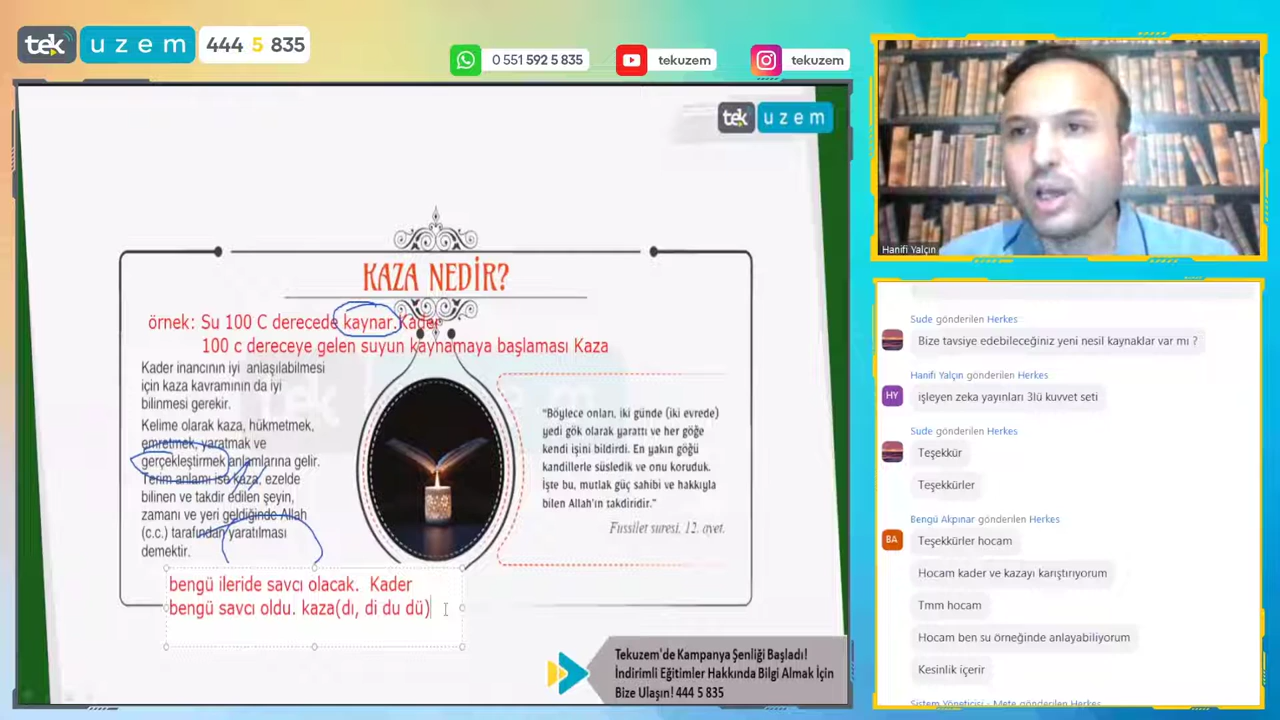 tek uzem 444 5 835
0 551 592 5 835
tekuzem
tekuzem
tek uzem
KAZA NEDİR?
örnek: Su 100 C derecede kaynar. Kader
100 c dereceye gelen suyun kaynamaya başlaması Kaza
Kader inancının iyi anlaşılabilmesi
için kaza kavramının da iyi
bilinmesi gerekir.
Kelime olarak kaza, hükmetmek,
emretmek, yaratmak ve
gerçekleştirmek anlamlarına gelir.
Terim anlamı ise kaza, ezelde
bilinen ve takdir edilen şeyin,
zamanı ve yeri geldiğinde Allah
(c.c.) tarafından yaratılması
demektir.
"Böylece onları, iki günde (iki evrede)
yedi gök olarak yarattı ve her göğe
kendi işini bildirdi. En yakın göğü
kandillerle süsledik ve onu koruduk.
İşte bu, mutlak güç sahibi ve hakkıyla
bilen Allah'ın takdiridir."
Fussilet suresi, 12. ayet.
bengü ileride savcı olacak. Kader
bengü savcı oldu. kaza(dı, di du dü)
Tekuzem'de Kampanya Şenliği Başladı!
İndirimli Eğitimler Hakkında Bilgi Almak İçin
Bize Ulaşın! 444 5 835
Hanifi Yalçın
Sude gönderilen Herkes
Bize tavsiye edebileceğiniz yeni nesil kaynaklar var mı ?
Hanifi Yalçın gönderilen Herkes
HY
işleyen zeka yayınları 3lü kuvvet seti
Sude gönderilen Herkes
Teşekkür
Teşekkürler
Bengü Akpınar gönderilen Herkes
BA
Teşekkürler hocam
Hocam kader ve kazayı karıştırıyorum
Tmm hocam
Hocam ben su örneğinde anlayabiliyorum
Kesinlik içerir
Sistem Yöneticisi - Mete gönderilen Herkes